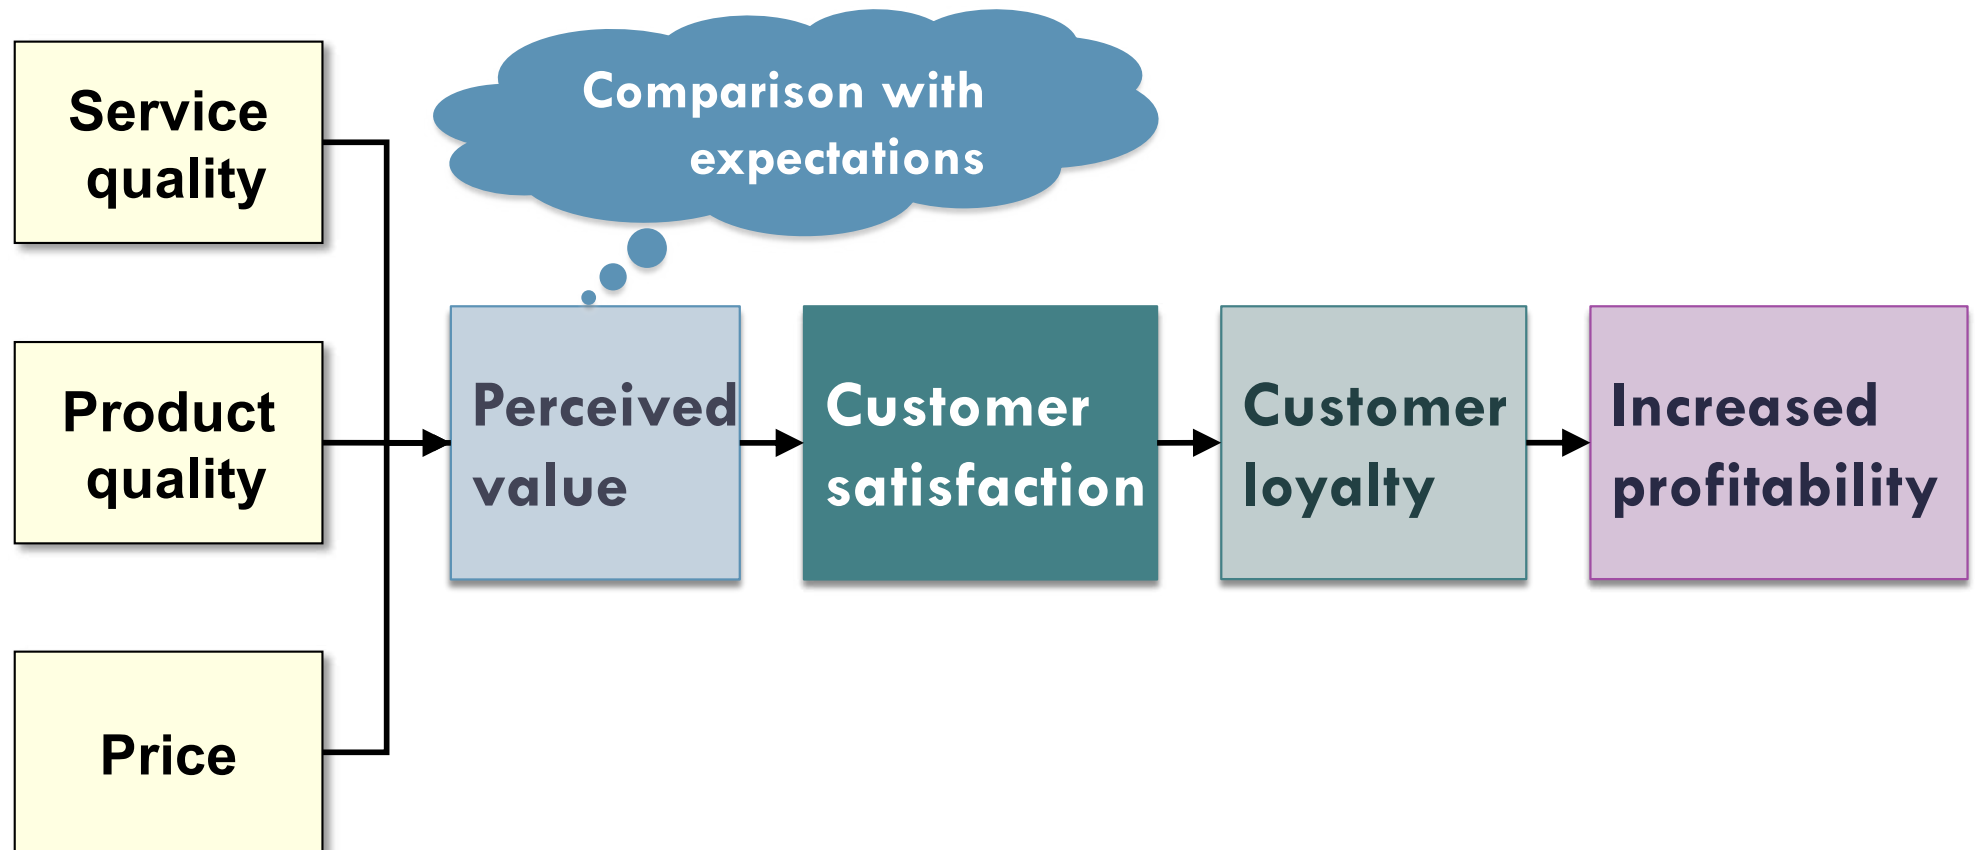 Service
quality
Comparison with
expectations
Product
quality
Price
Perceived
value
Customer
satisfaction
Customer
loyalty
Increased
profitability